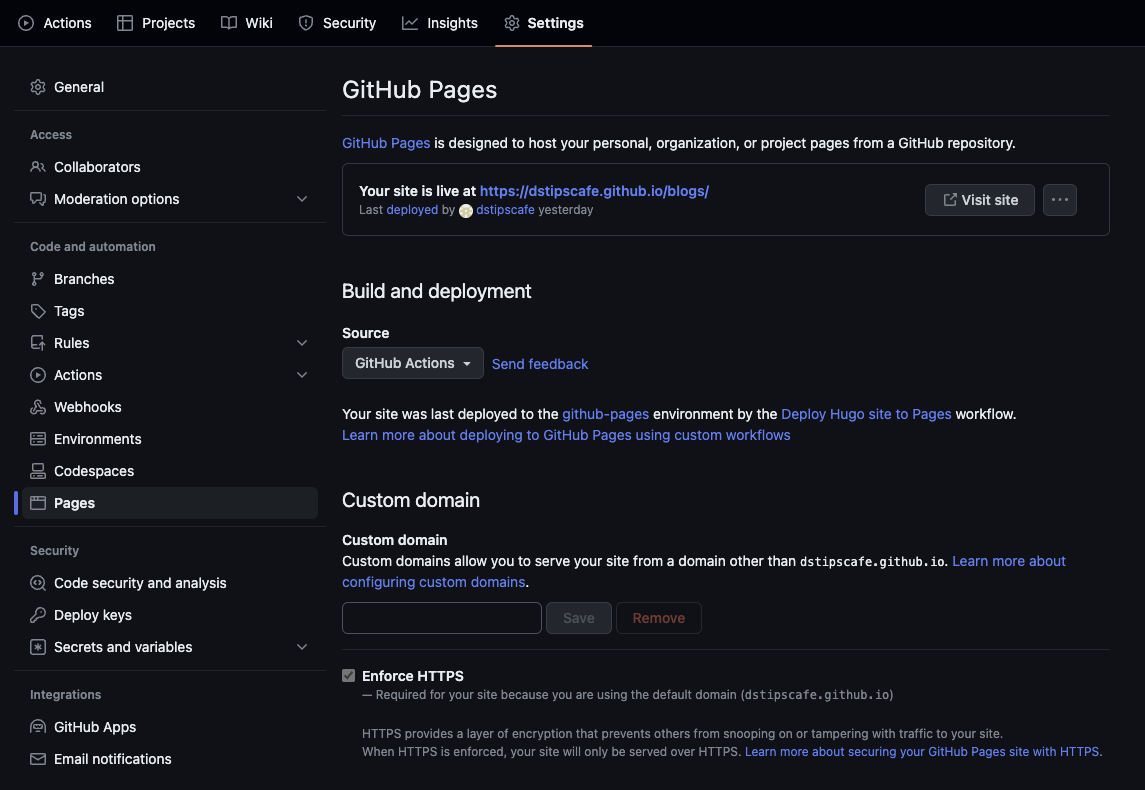 Actions Projects Wiki Security Insights Settings
General
Access
Collaborators
Moderation options
Code and automation
Branches
Tags
Rules
Actions
Webhooks
Environments
Codespaces
Pages
Security
Code security and analysis
Deploy keys
Secrets and variables
Integrations
GitHub Apps
Email notifications
GitHub Pages
GitHub Pages is designed to host your personal, organization, or project pages from a GitHub repository.
Your site is live at https://dstipscafe.github.io/blogs/
Last deployed by dstipscafe yesterday
Visit site
Build and deployment
Source
GitHub Actions Send feedback
Your site was last deployed to the github-pages environment by the Deploy Hugo site to Pages workflow.
Learn more about deploying to GitHub Pages using custom workflows
Custom domain
Custom domain
Custom domains allow you to serve your site from a domain other than dstipscafe.github.io. Learn more about
configuring custom domains.
Save Remove
Enforce HTTPS
— Required for your site because you are using the default domain (dstipscafe.github.io)
HTTPS provides a layer of encryption that prevents others from snooping on or tampering with traffic to your site.
When HTTPS is enforced, your site will only be served over HTTPS. Learn more about securing your GitHub Pages site with HTTPS.